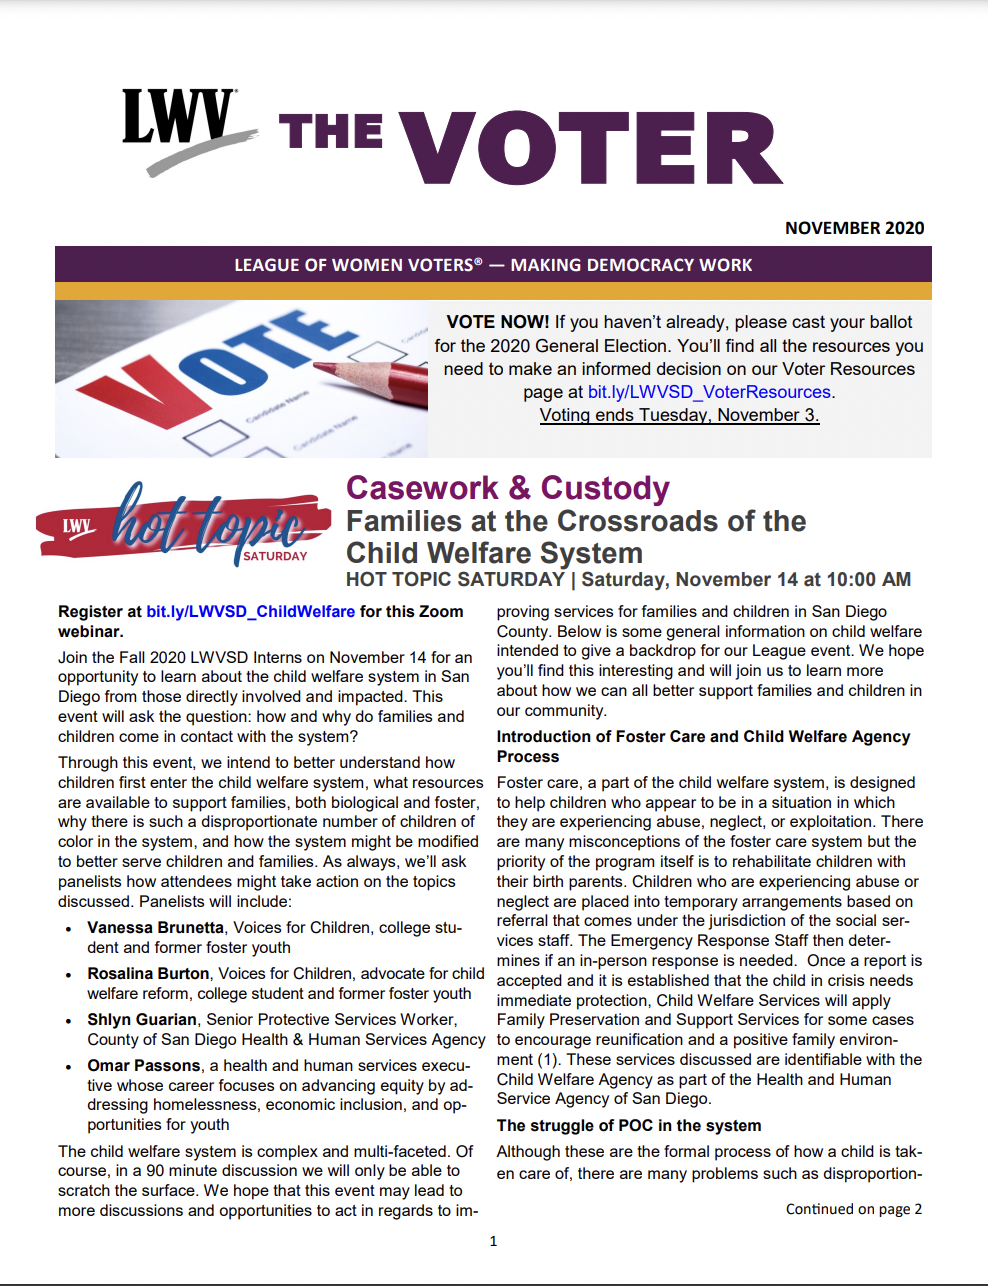 LWV®
THE VOTER
NOVEMBER 2020
LEAGUE OF WOMEN VOTERS® — MAKING DEMOCRACY WORK
VOTE
Candidate Name
Candidate Name
VOTE NOW! If you haven’t already, please cast your ballot
for the 2020 General Election. You’ll find all the resources you
need to make an informed decision on our Voter Resources
page at bit.ly/LWVSD_VoterResources.
Voting ends Tuesday, November 3.
LWV
hot topic
SATURDAY
Casework & Custody
Families at the Crossroads of the
Child Welfare System
HOT TOPIC SATURDAY | Saturday, November 14 at 10:00 AM
Register at bit.ly/LWVSD_ChildWelfare for this Zoom
webinar.
Join the Fall 2020 LWVSD Interns on November 14 for an
opportunity to learn about the child welfare system in San
Diego from those directly involved and impacted. This
event will ask the question: how and why do families and
children come in contact with the system?
Through this event, we intend to better understand how
children first enter the child welfare system, what resources
are available to support families, both biological and foster,
why there is such a disproportionate number of children of
color in the system, and how the system might be modified
to better serve children and families. As always, we’ll ask
panelists how attendees might take action on the topics
discussed. Panelists will include:
• Vanessa Brunetta, Voices for Children, college stu-
dent and former foster youth
• Rosalina Burton, Voices for Children, advocate for child
welfare reform, college student and former foster youth
• Shlyn Guarian, Senior Protective Services Worker,
County of San Diego Health & Human Services Agency
• Omar Passons, a health and human services execu-
tive whose career focuses on advancing equity by ad-
dressing homelessness, economic inclusion, and op-
portunities for youth
The child welfare system is complex and multi-faceted. Of
course, in a 90 minute discussion we will only be able to
scratch the surface. We hope that this event may lead to
more discussions and opportunities to act in regards to im-
proving services for families and children in San Diego
County. Below is some general information on child welfare
intended to give a backdrop for our League event. We hope
you’ll find this interesting and will join us to learn more
about how we can all better support families and children in
our community.
Introduction of Foster Care and Child Welfare Agency
Process
Foster care, a part of the child welfare system, is designed
to help children who appear to be in a situation in which
they are experiencing abuse, neglect, or exploitation. There
are many misconceptions of the foster care system but the
priority of the program itself is to rehabilitate children with
their birth parents. Children who are experiencing abuse or
neglect are placed into temporary arrangements based on
referral that comes under the jurisdiction of the social ser-
vices staff. The Emergency Response Staff then deter-
mines if an in-person response is needed. Once a report is
accepted and it is established that the child in crisis needs
immediate protection, Child Welfare Services will apply
Family Preservation and Support Services for some cases
to encourage reunification and a positive family environ-
ment (1). These services discussed are identifiable with the
Child Welfare Agency as part of the Health and Human
Service Agency of San Diego.
The struggle of POC in the system
Although these are the formal process of how a child is tak-
en care of, there are many problems such as disproportion-
Continued on page 2
1